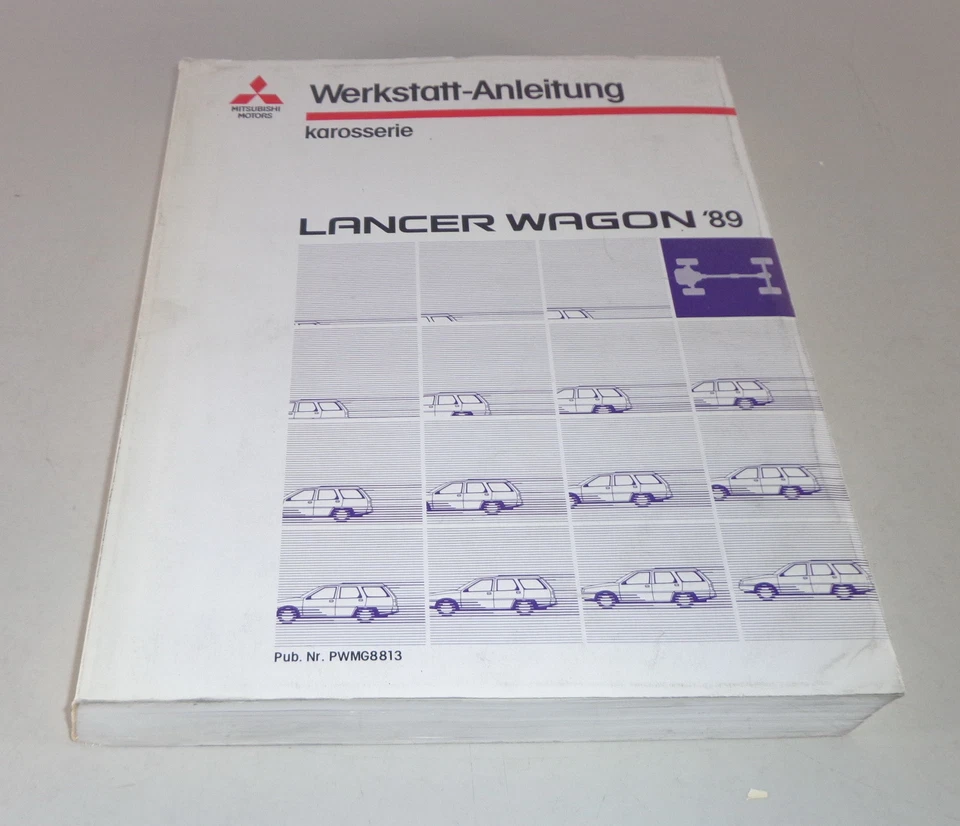 MITSUBISHI
MOTORS
Werkstatt-Anleitung
karosserie
LANCER WAGON '89
Pub. Nr. PWMG8813